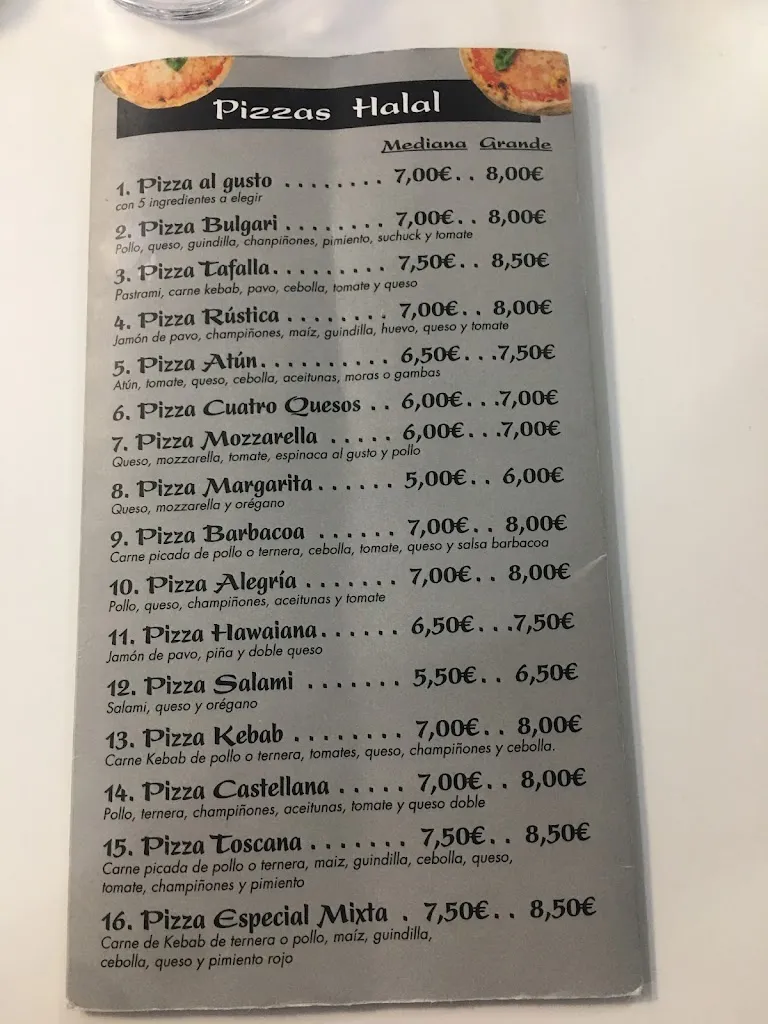 Pizzas Halal
Mediana Grande
1. Pizza al gusto ........ 7,00€.. 8,00€
con 5 ingredientes a elegir
2. Pizza Bulgari ........ 7,00€.. 8,00€
Pollo, queso, guindilla, chanpiñones, pimiento, suchuck y tomate
3. Pizza Tafalla......... 7,50€.. 8,50€
Pastrami, carne kebab, pavo, cebolla, tomate y queso
4. Pizza Rústica ........ 7,00€.. 8,00€
Jamón de pavo, champiñones, maíz, guindilla, huevo, queso y tomate
5. Pizza Atún.......... 6,50€...7,50€
Atún, tomate, queso, cebolla, aceitunas, moras o gambas
6. Pizza Cuatro Quesos .. 6,00€...7,00€
7. Pizza Mozzarella ..... 6,00€...7,00€
Queso, mozzarella, tomate, espinaca al gusto y pollo
8. Pizza Margarita...... 5,00€.. 6,00€
Queso, mozzarella y orégano
9. Pizza Barbacoa ...... 7,00€.. 8,00€
Carne picada de pollo o ternera, cebolla, tomate, queso y salsa barbacoa
10. Pizza Alegría ....... 7,00€.. 8,00€
Pollo, queso, champiñones, aceitunas y tomate
11. Pizza Hawaiana...... 6,50€...7,50€
Jamón de pavo, piña y doble queso
12. Pizza Salami ....... 5,50€.. 6,50€
Salami, queso y orégano
13. Pizza Kebab ........ 7,00€.. 8,00€
Carne Kebab de pollo o ternera, tomates, queso, champiñones y cebolla.
14. Pizza Castellana ..... 7,00€.. 8,00€
Pollo, ternera, champiñones, aceitunas, tomate y queso doble
15. Pizza Toscana ....... 7,50€.. 8,50€
Carne picada de pollo o ternera, maiz, guindilla, cebolla, queso,
tomate, champiñones y pimiento
16. Pizza Especial Mixta . 7,50€.. 8,50€
Carne de Kebab de ternera o pollo, maíz, guindilla,
cebolla, queso y pimiento rojo